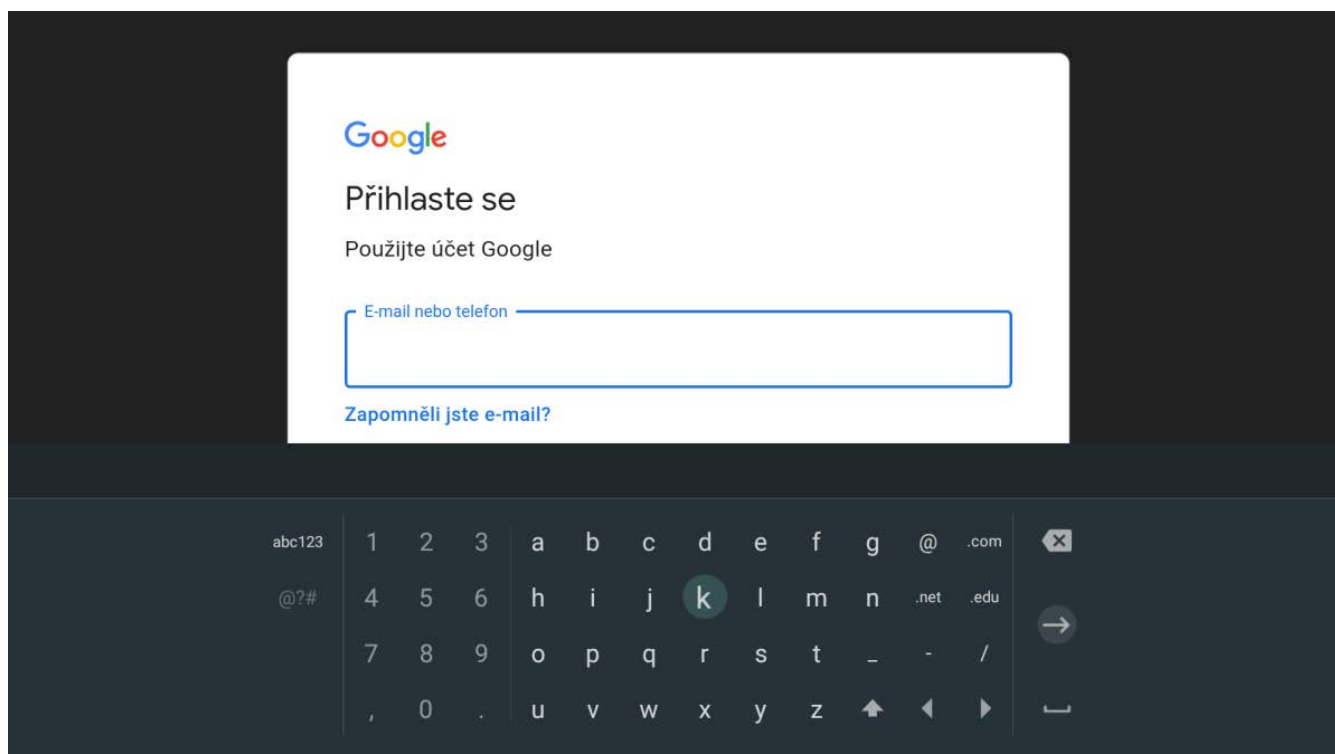 Google
Přihlaste se
Použijte účet Google
E-mail nebo telefon
Zapomněli jste e-mail?
abc123 1 2 3 a b c d e f g @ .com
@?# 4 5 6 h i j k l m n .net .edu
7 8 9 o p q r s t _ - /
, 0 . u v w x y z